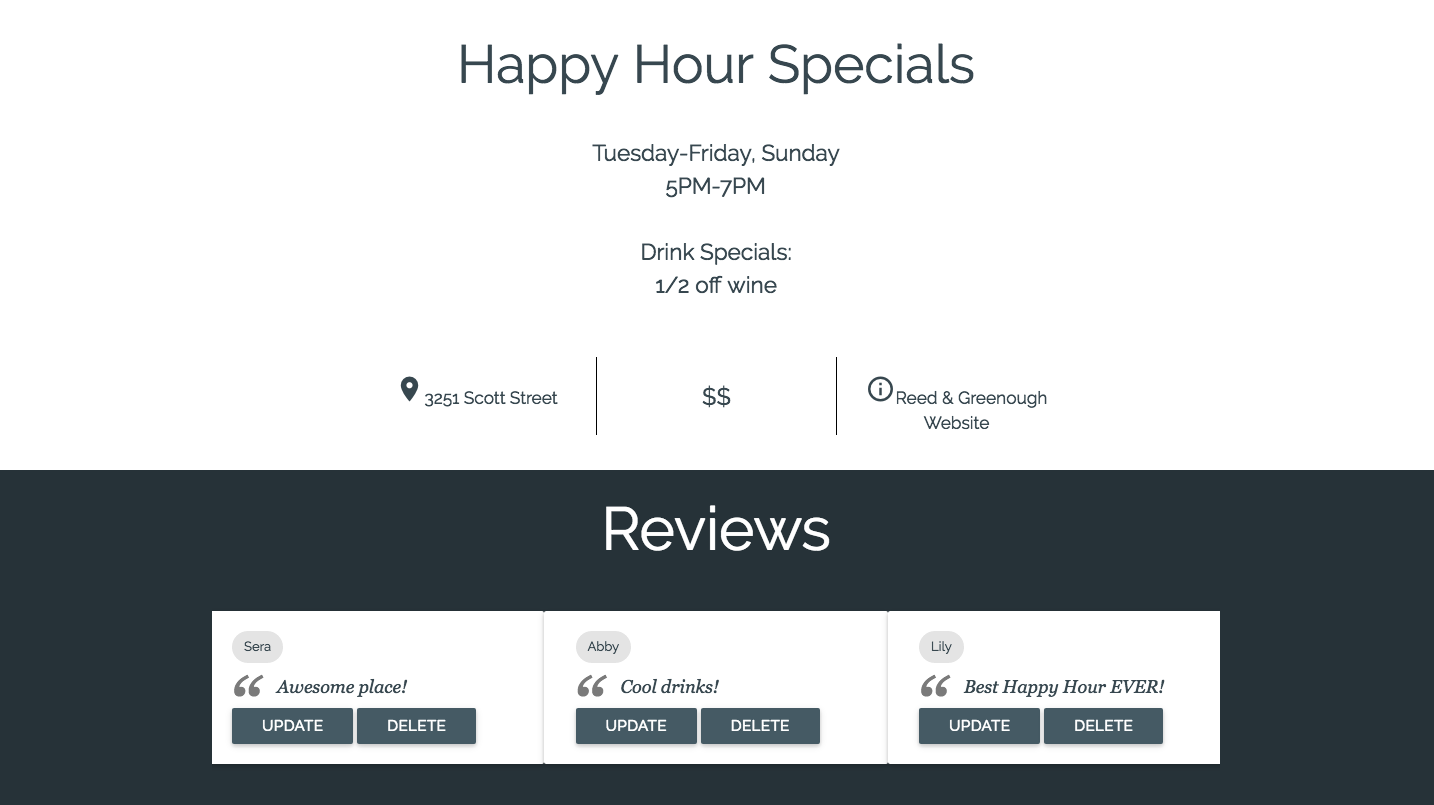 Happy Hour Specials
Tuesday-Friday, Sunday
5PM-7PM
Drink Specials:
1/2 off wine
3251 Scott Street
$$
Reed & Greenough
Website
Reviews
Sera
Awesome place!
UPDATE DELETE
Abby
Cool drinks!
UPDATE DELETE
Lily
Best Happy Hour EVER!
UPDATE DELETE